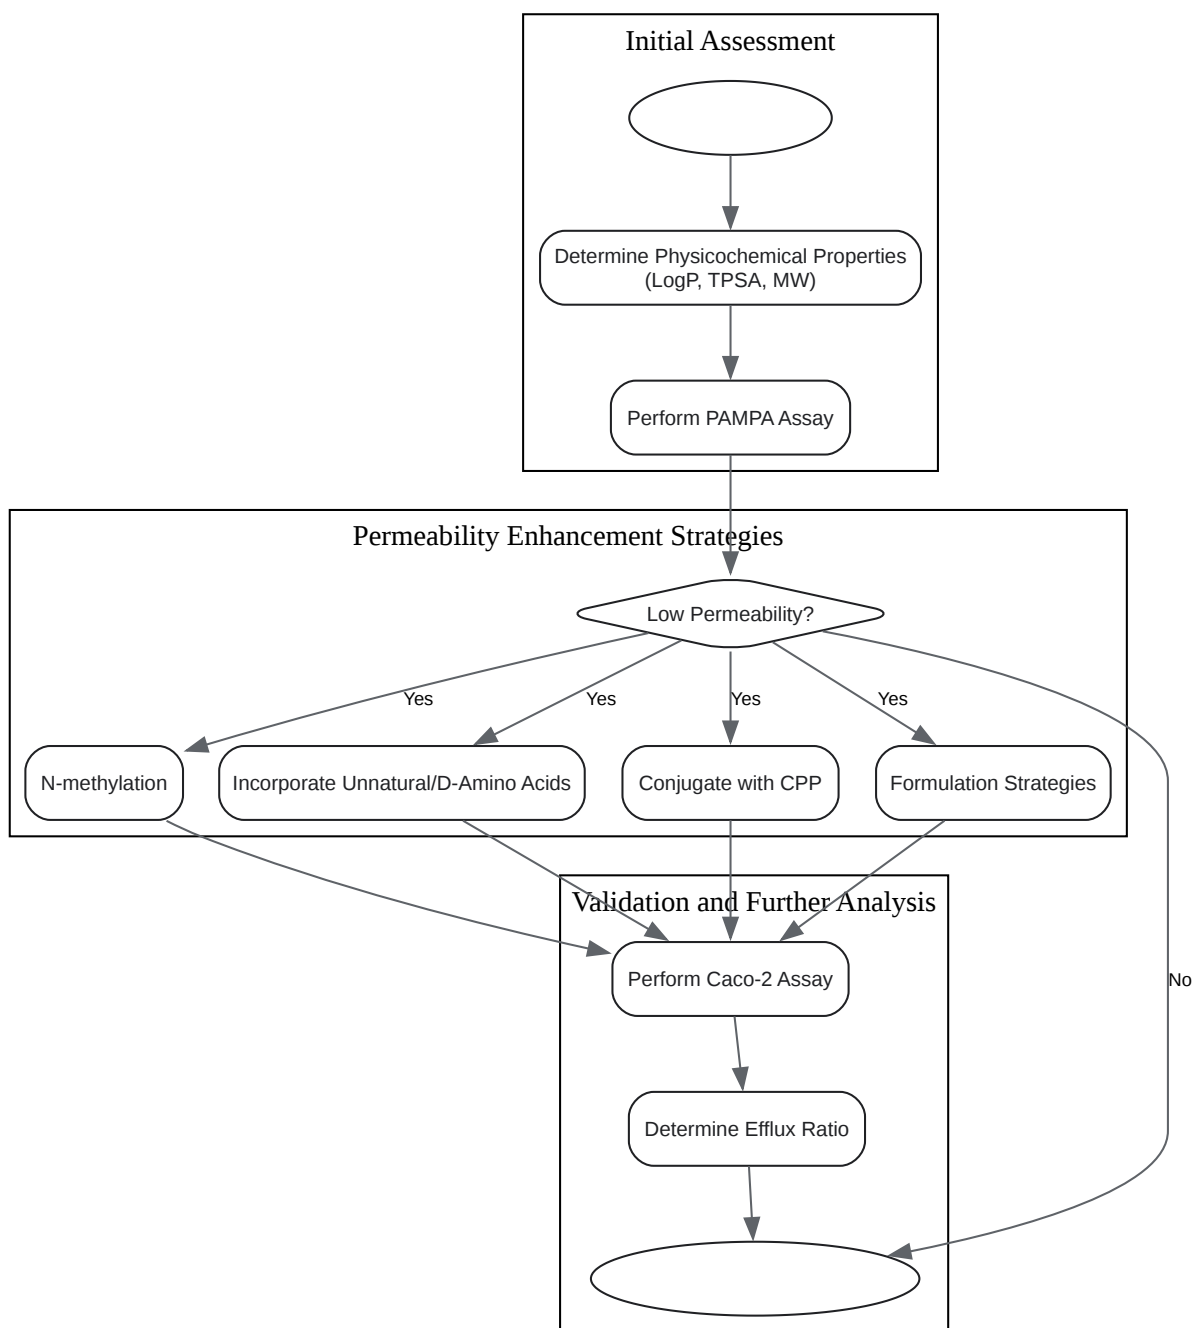 Initial Assessment
Determine Physicochemical Properties
(LogP, TPSA, MW)
Perform PAMPA Assay
Permeability Enhancement Strategies
Low Permeability?
Yes
Yes
Yes
Yes
N-methylation
Incorporate Unnatural/D-Amino Acids
Conjugate with CPP
Formulation Strategies
Validation and Further Analysis
Perform Caco-2 Assay
No
Determine Efflux Ratio